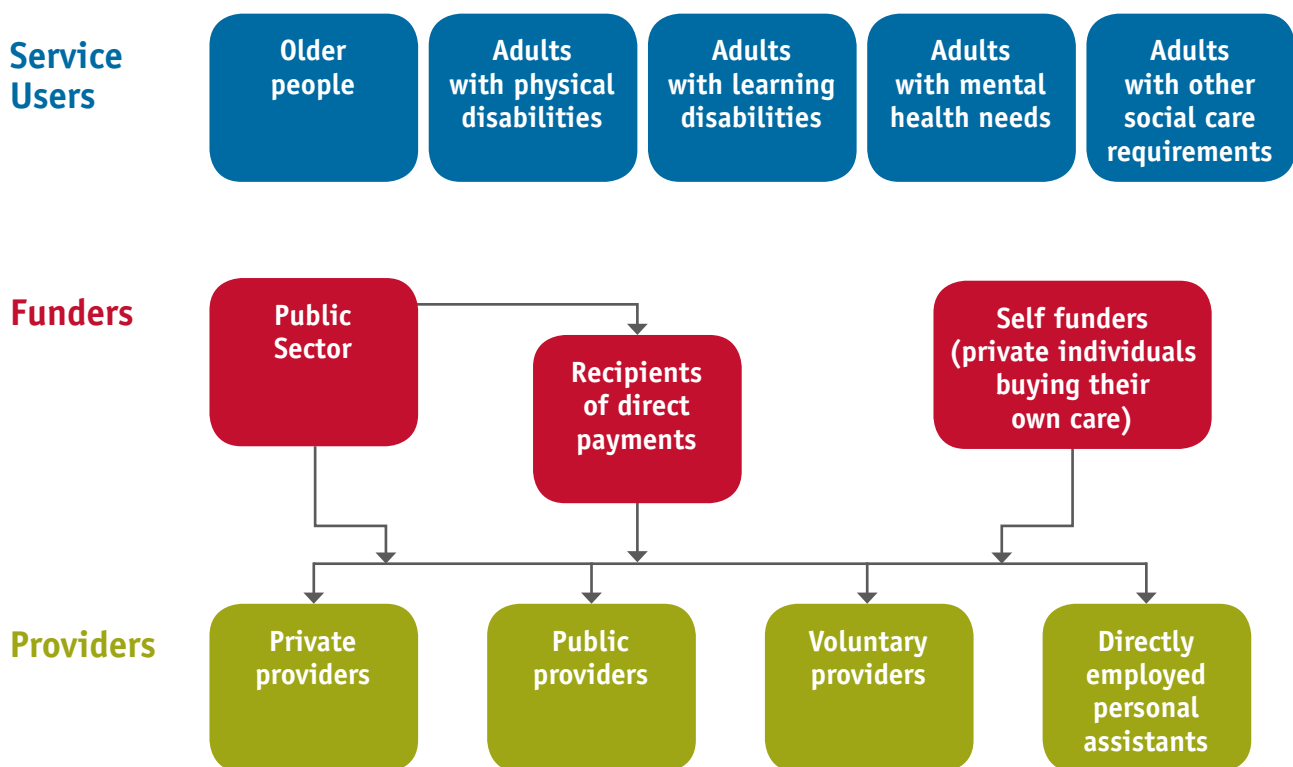 Service
Users
Older
people
Adults
with physical
disabilities
Adults
with learning
disabilities
Adults
with mental
health needs
Adults
with other
social care
requirements
Funders
Public
Sector
Recipients
of direct
payments
Self funders
(private individuals
buying their
own care)
Providers
Private
providers
Public
providers
Voluntary
providers
Directly
employed
personal
assistants